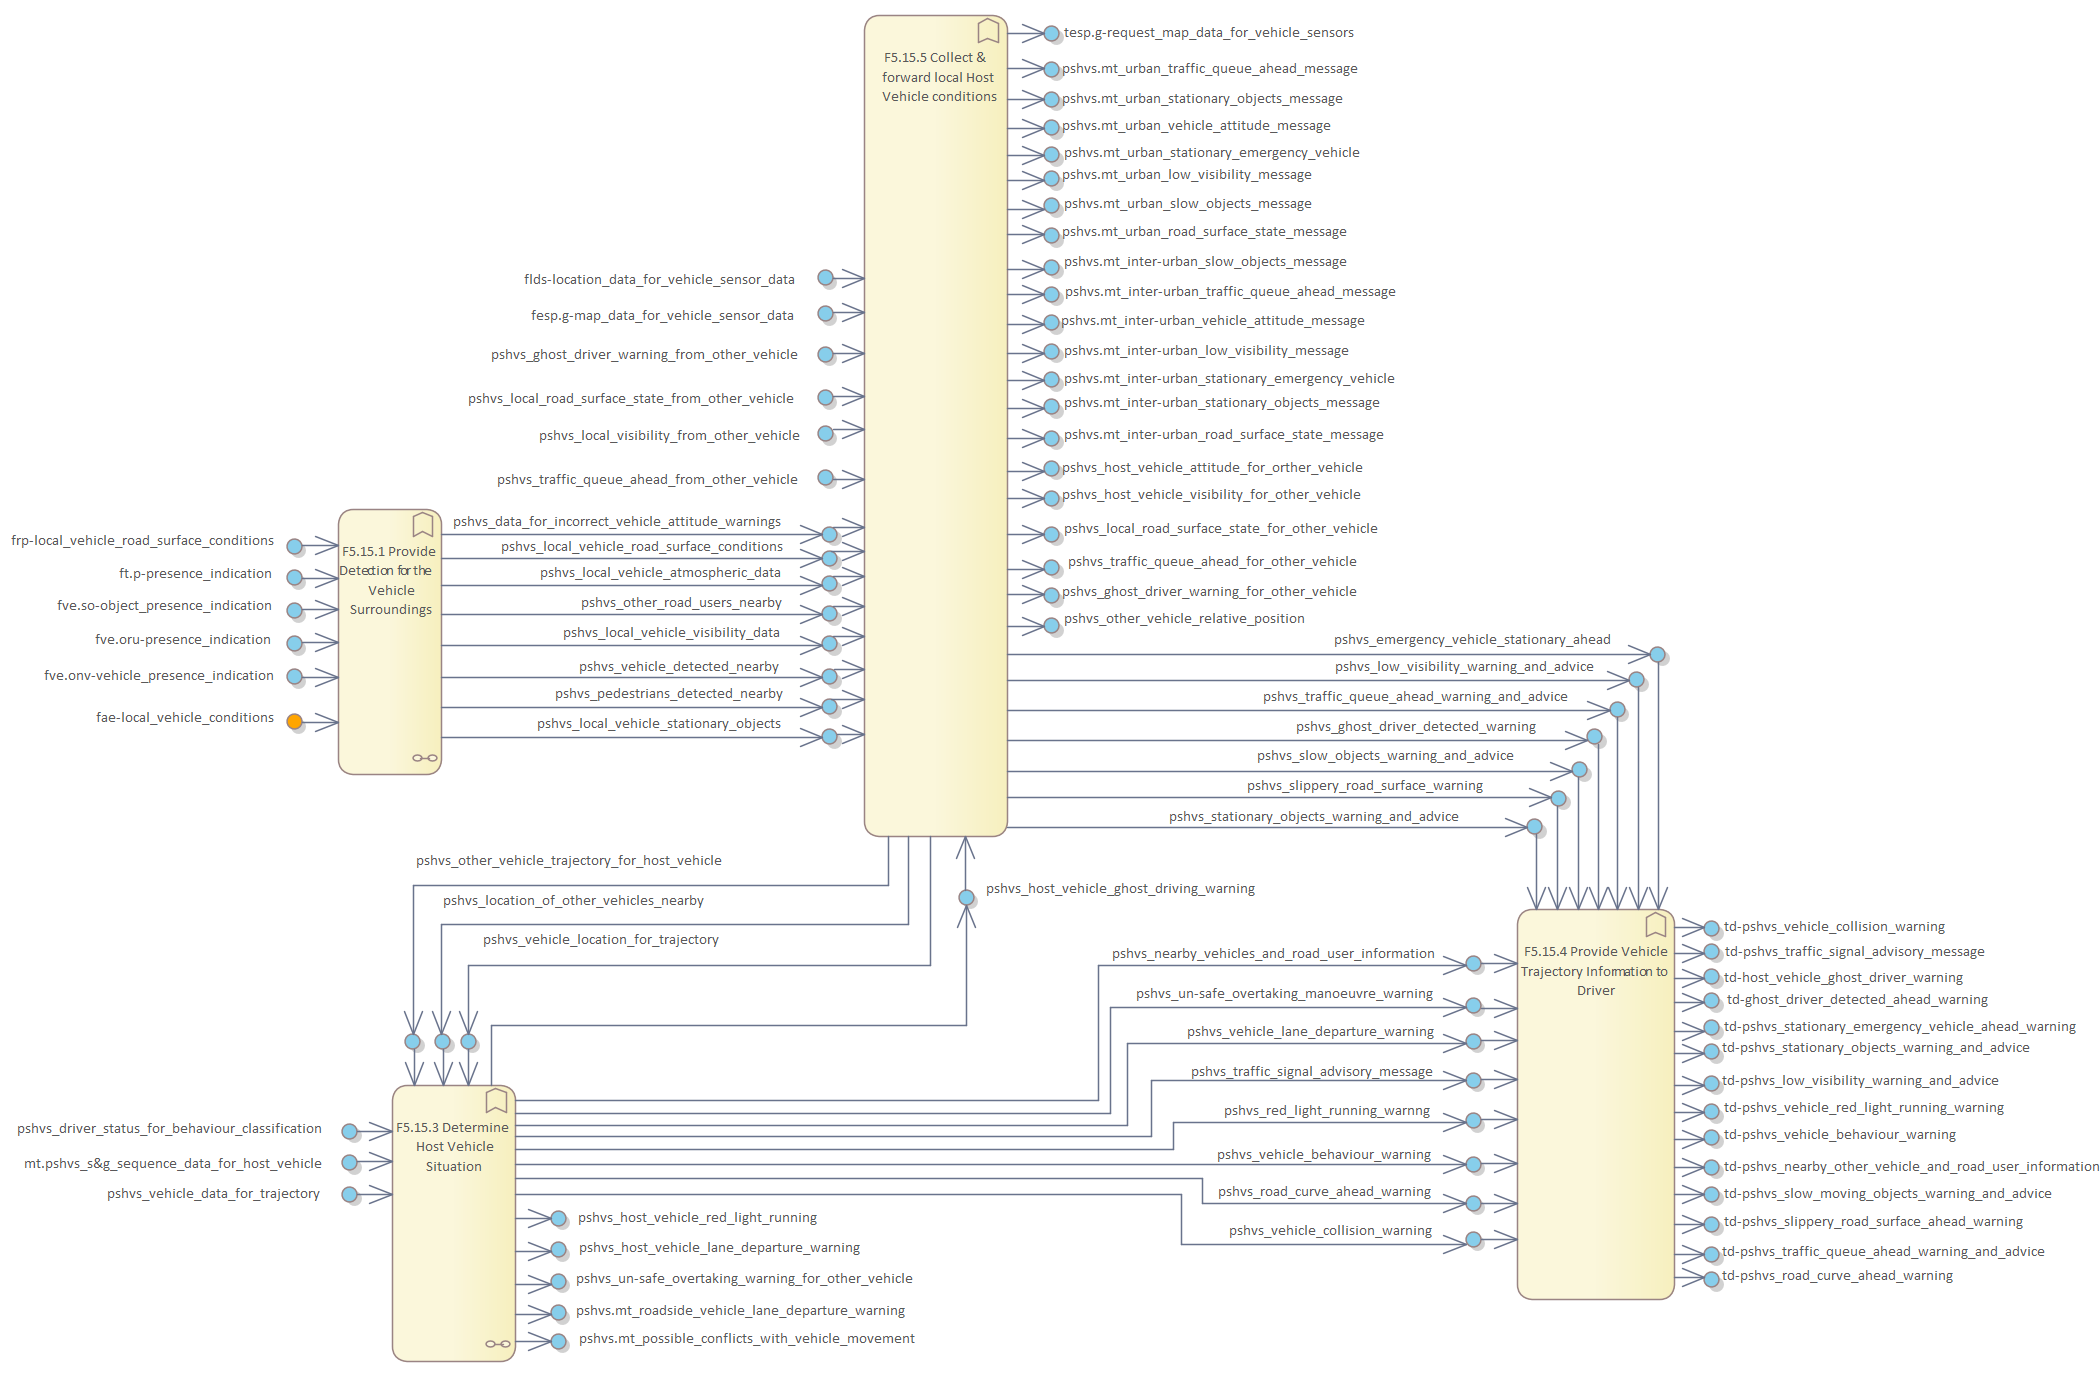 F5.15.5 Collect &
forward local Host
Vehicle conditions
tesp.g-request_map_data_for_vehicle_sensors
pshvs.mt_urban_traffic_queue_ahead_message
pshvs.mt_urban_stationary_objects_message
pshvs.mt_urban_vehicle_attitude_message
pshvs.mt_urban_stationary_emergency_vehicle
pshvs.mt_urban_low_visibility_message
pshvs.mt_urban_slow_objects_message
pshvs.mt_urban_road_surface_state_message
pshvs.mt_inter-urban_slow_objects_message
pshvs.mt_inter-urban_traffic_queue_ahead_message
pshvs.mt_inter-urban_vehicle_attitude_message
pshvs.mt_inter-urban_low_visibility_message
pshvs.mt_inter-urban_stationary_emergency_vehicle
pshvs.mt_inter-urban_stationary_objects_message
pshvs.mt_inter-urban_road_surface_state_message
pshvs_host_vehicle_attitude_for_orther_vehicle
pshvs_host_vehicle_visibility_for_other_vehicle
pshvs_local_road_surface_state_for_other_vehicle
pshvs_traffic_queue_ahead_for_other_vehicle
pshvs_ghost_driver_warning_for_other_vehicle
pshvs_other_vehicle_relative_position
flds-location_data_for_vehicle_sensor_data
fesp.g-map_data_for_vehicle_sensor_data
pshvs_ghost_driver_warning_from_other_vehicle
pshvs_local_road_surface_state_from_other_vehicle
pshvs_local_visibility_from_other_vehicle
pshvs_traffic_queue_ahead_from_other_vehicle
frp-local_vehicle_road_surface_conditions
ft.p-presence_indication
fve.so-object_presence_indication
fve.oru-presence_indication
fve.onv-vehicle_presence_indication
fae-local_vehicle_conditions
F5.15.1 Provide
Detection for the
Vehicle
Surroundings
pshvs_data_for_incorrect_vehicle_attitude_warnings
pshvs_local_vehicle_road_surface_conditions
pshvs_local_vehicle_atmospheric_data
pshvs_other_road_users_nearby
pshvs_local_vehicle_visibility_data
pshvs_vehicle_detected_nearby
pshvs_pedestrians_detected_nearby
pshvs_local_vehicle_stationary_objects
pshvs_emergency_vehicle_stationary_ahead
pshvs_low_visibility_warning_and_advice
pshvs_traffic_queue_ahead_warning_and_advice
pshvs_ghost_driver_detected_warning
pshvs_slow_objects_warning_and_advice
pshvs_slippery_road_surface_warning
pshvs_stationary_objects_warning_and_advice
pshvs_other_vehicle_trajectory_for_host_vehicle
pshvs_location_of_other_vehicles_nearby
pshvs_vehicle_location_for_trajectory
pshvs_host_vehicle_ghost_driving_warning
pshvs_nearby_vehicles_and_road_user_information
pshvs_un-safe_overtaking_manoeuvre_warning
pshvs_vehicle_lane_departure_warning
pshvs_traffic_signal_advisory_message
pshvs_red_light_running_warnng
pshvs_vehicle_behaviour_warning
pshvs_road_curve_ahead_warning
pshvs_vehicle_collision_warning
F5.15.4 Provide Vehicle
Trajectory Information to
Driver
td-pshvs_vehicle_collision_warning
td-pshvs_traffic_signal_advisory_message
td-host_vehicle_ghost_driver_warning
td-ghost_driver_detected_ahead_warning
td-pshvs_stationary_emergency_vehicle_ahead_warning
td-pshvs_stationary_objects_warning_and_advice
td-pshvs_low_visibility_warning_and_advice
td-pshvs_vehicle_red_light_running_warning
td-pshvs_vehicle_behaviour_warning
td-pshvs_nearby_other_vehicle_and_road_user_information
td-pshvs_slow_moving_objects_warning_and_advice
td-pshvs_slippery_road_surface_ahead_warning
td-pshvs_traffic_queue_ahead_warning_and_advice
td-pshvs_road_curve_ahead_warning
pshvs_driver_status_for_behaviour_classification
mt.pshvs_s&g_sequence_data_for_host_vehicle
pshvs_vehicle_data_for_trajectory
F5.15.3 Determine
Host Vehicle
Situation
pshvs_host_vehicle_red_light_running
pshvs_host_vehicle_lane_departure_warning
pshvs_un-safe_overtaking_warning_for_other_vehicle
pshvs.mt_roadside_vehicle_lane_departure_warning
pshvs.mt_possible_conflicts_with_vehicle_movement